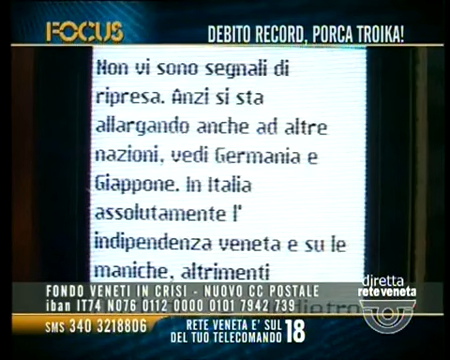 FOCUS
DEBITO RECORD, PORCA TROIKA!
Non vi sono segnali di
ripresa. Anzi si sta
allargando anche ad altre
nazioni, vedi Germania e
Giappone. In Italia
assolutamente l'
indipendenza veneta e su le
maniche, altrimenti
FONDO VENETI IN CRISI - NUOVO CC POSTALE
iban IT74 N076 0112 0000 0101 7942 739
diretta
reteveneta
SMS 340 3218806
RETE VENETA E' SUL 18
DEL TUO TELECOMANDO